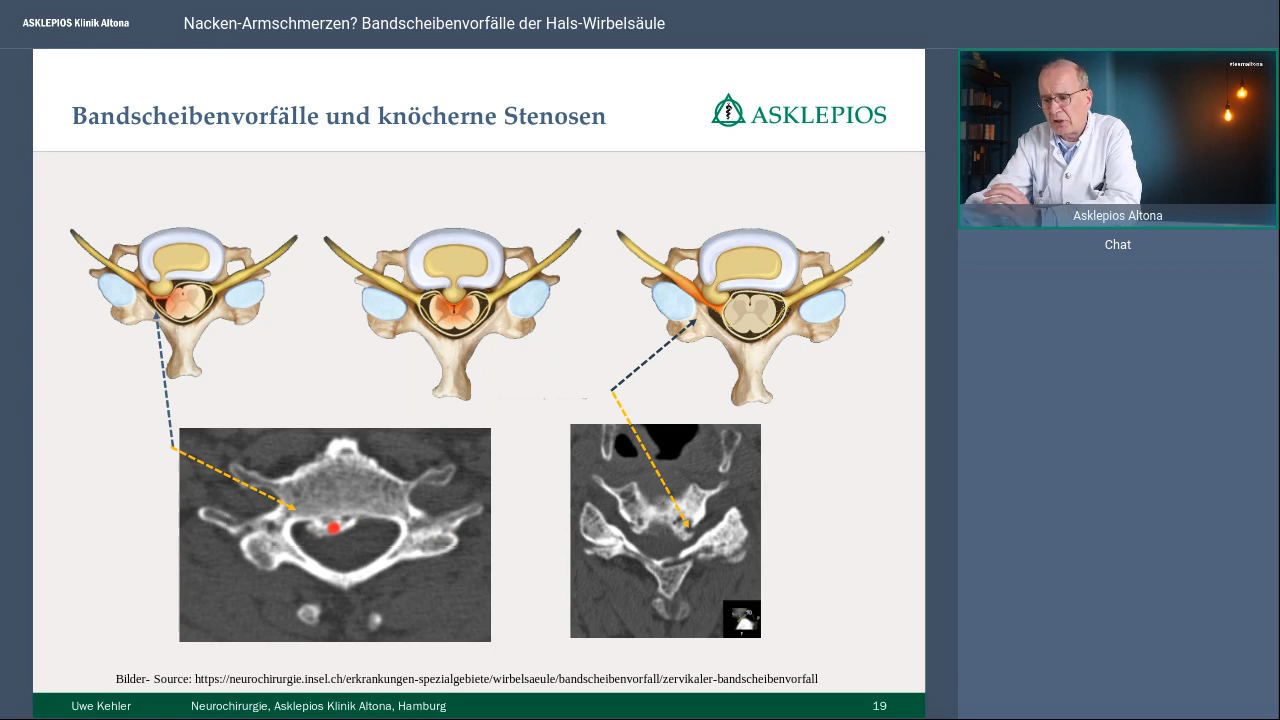 ASKLEPIOS Klinik Altona
Nacken-Armschmerzen? Bandscheibenvorfälle der Hals-Wirbelsäule
Bandscheibenvorfälle und knöcherne Stenosen
ASKLEPIOS
#teamaltona
Asklepios Altona
Chat
Bilder- Source: https://neurochirurgie.insel.ch/erkrankungen-spezialgebiete/wirbelsaeule/bandscheibenvorfall/zervikaler-bandscheibenvorfall
Uwe Kehler
Neurochirurgie, Asklepios Klinik Altona, Hamburg
19